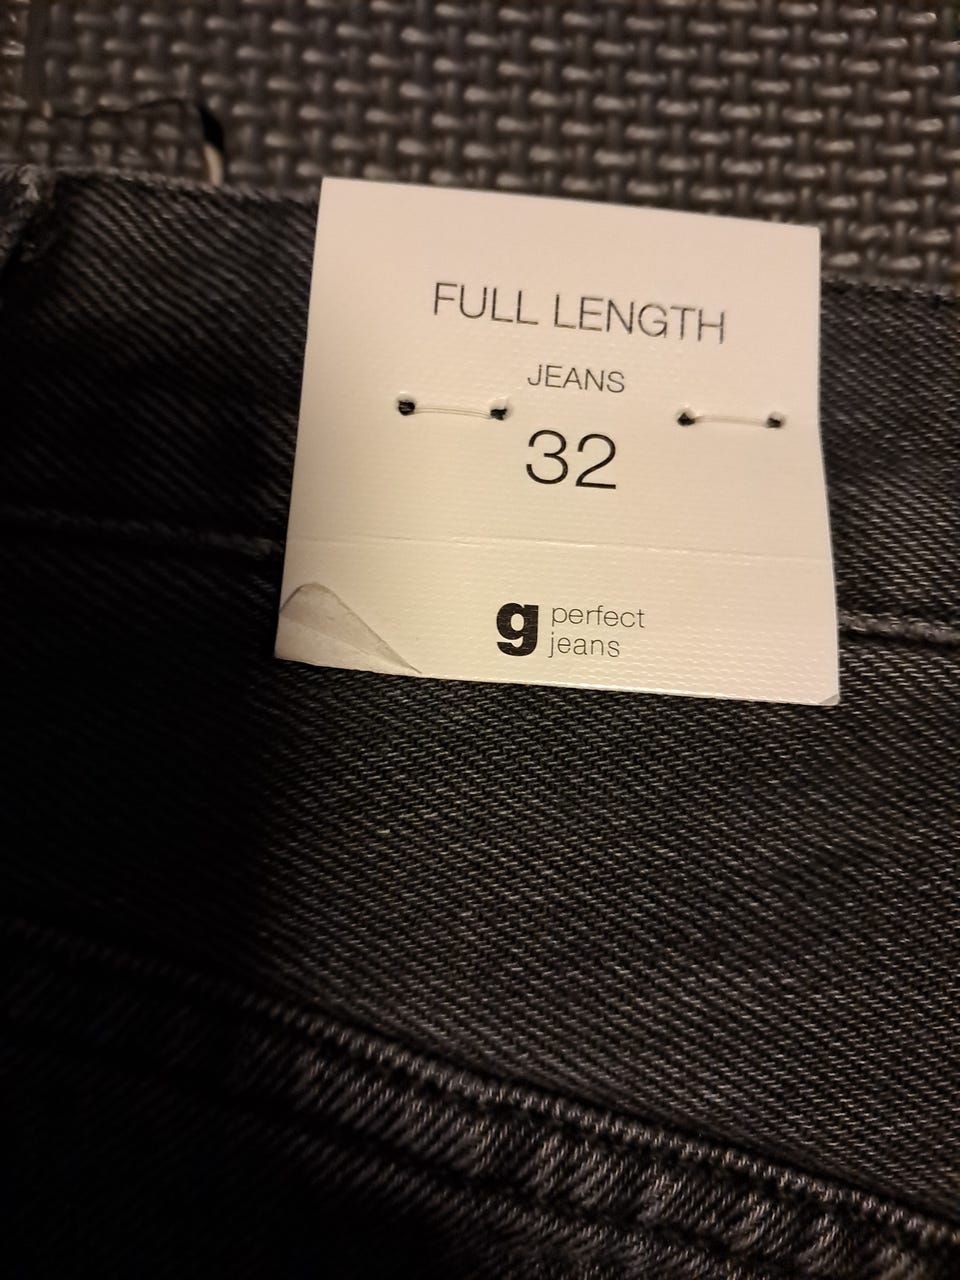 FULL LENGTH
JEANS
32
g perfect
jeans